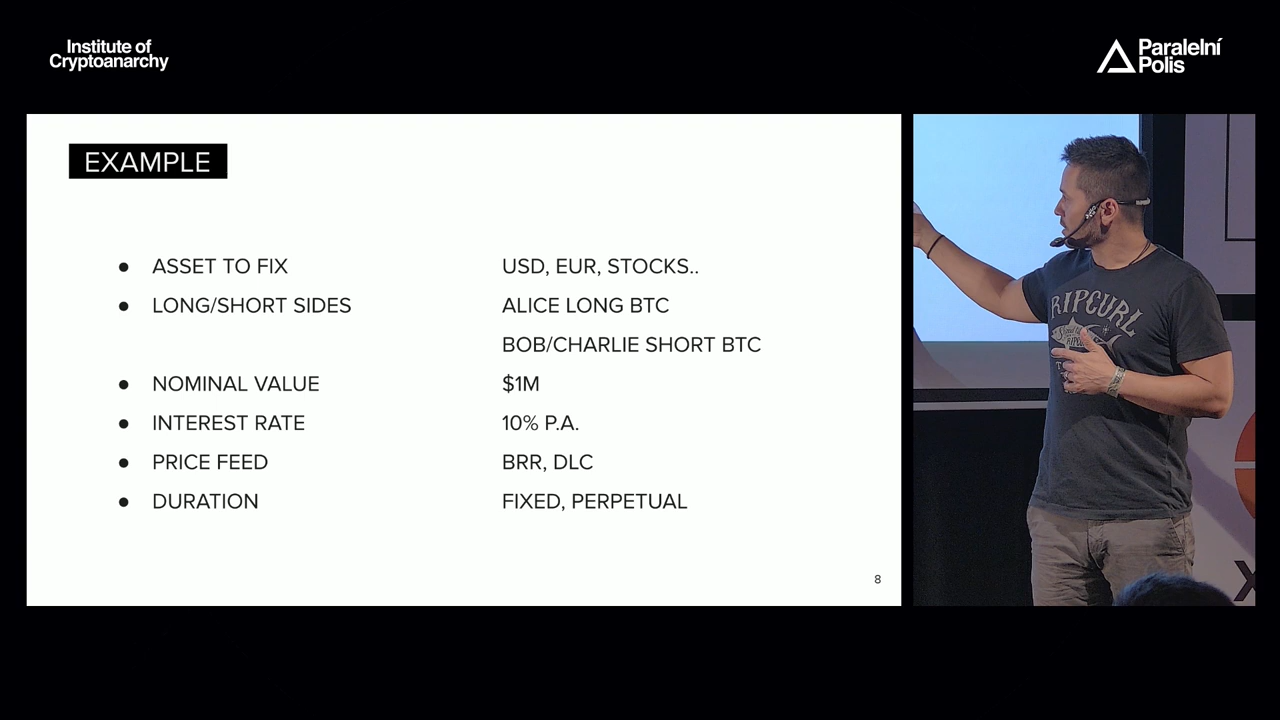 Institute of
Cryptoanarchy
Paralelní
Polis
EXAMPLE
● ASSET TO FIX USD, EUR, STOCKS..
● LONG/SHORT SIDES ALICE LONG BTC
BOB/CHARLIE SHORT BTC
● NOMINAL VALUE $1M
● INTEREST RATE 10% P.A.
● PRICE FEED BRR, DLC
● DURATION FIXED, PERPETUAL
8
RIPCURL